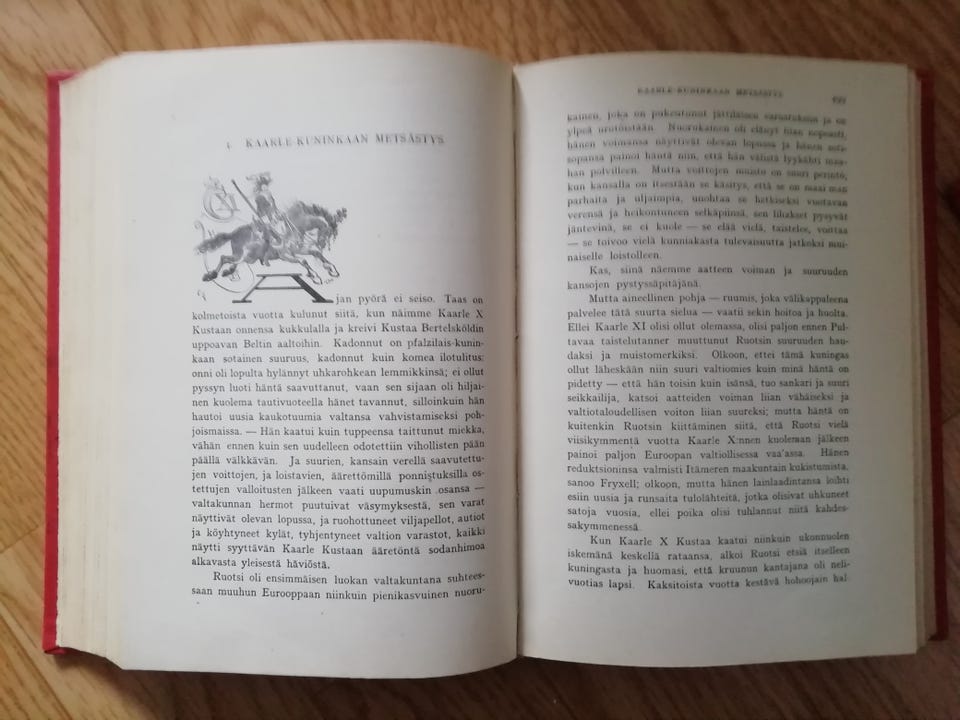 4. KAARLE-KUNINKAAN METSÄSTYS
CXI
Ajan pyörä ei seiso. Taas on
kolmetoista vuotta kulunut siitä, kun näimme Kaarle X
Kustaan onnensa kukkulalla ja kreivi Kustaa Bertelsköldin
uppoavan Beltin aaltoihin. Kadonnut on pfalzilais-kunin-
kaan sotainen suuruus, kadonnut kuin komea ilotulitus;
onni oli lopulta hylännyt uhkarohkean lemmikkinsä; ei ollut
pyssyn luoti häntä saavuttanut, vaan sen sijaan oli hiljai-
nen kuolema tautivuoteella hänet tavannut, silloinkuin hän
hautoi uusia kaukotuumia valtansa vahvistamiseksi poh-
joismaissa. — Hän kaatui kuin tuppeensa taittunut miekka,
vähän ennen kuin sen uudelleen odotettiin vihollisten pään
päällä välkkävän. Ja suurien, kansain verellä saavutettu-
jen voittojen, ja loistavien, äärettömillä ponnistuksilla os-
tettujen valloitusten jälkeen vaati uupumuskin osansa —
valtakunnan hermot puutuivat väsymyksestä, sen varat
näyttivät olevan lopussa, ja ruohottuneet viljapellot, autiot
ja köyhtyneet kylät, tyhjentyneet valtion varastot, kaikki
näytti syyttävän Kaarle Kustaan ääretöntä sodanhimoa
alkavasta yleisestä häviöstä.
Ruotsi oli ensimmäisen luokan valtakuntana suhtees-
saan muuhun Eurooppaan niinkuin pienikasvuinen nuoru-
KAARLE-KUNINKAAN METSÄSTYS
kainen, joka on pukeutunut jättiläisen varustuksiin ja on
ylpeä urotöistään. Nuorukainen oli elänyt liian nopeasti,
hänen voimansa näyttivät olevan lopussa ja hänen soti-
sopansa painoi häntä niin, että hän välistä lyykähti maa-
han polvilleen. Mutta voittojen muisto on suuri perintö,
kun kansalla on itsestään se käsitys, että se on maailman
parhaita ja uljaimpia, unohtaa se hetkiseksi vuotavan
verensä ja heikontuneen selkäpiinsä, sen lihakset pysyvät
jäntevinä, se ei kuole — se elää vielä, taistelee, voittaa
— se toivoo vielä kunniakasta tulevaisuutta jatkoksi mui-
naiselle loistolleen.
Kas, siinä näemme aatteen voiman ja suuruuden
kansojen pystyssäpitäjänä.
Mutta aineellinen pohja — ruumis, joka välikappaleena
palvelee tätä suurta sielua — vaatii sekin hoitoa ja huolta.
Ellei Kaarle XI olisi ollut olemassa, olisi paljon ennen Pul-
tavaa taistelutanner muuttunut Ruotsin suuruuden hau-
daksi ja muistomerkiksi. Olkoon, ettei tämä kuningas
ollut läheskään niin suuri valtiomies kuin minä häntä on
pidetty — että hän toisin kuin isänsä, tuo sankari ja suuri
seikkailija, katsoi aatteiden voiman liian vähäiseksi ja
valtiotaloudellisen voiton liian suureksi; mutta häntä on
kuitenkin Ruotsin kiittäminen siitä, että Ruotsi vielä
viisikymmentä vuotta Kaarle X:nnen kuoleman jälkeen
painoi paljon Euroopan valtiollisessa vaa'assa. Hänen
reduktsioninsa valmisti Itämeren maakuntain kukistumista,
sanoo Fryxell; olkoon, mutta hänen lainlaadintansa loihti
esiin uusia ja runsaita tulolähteitä, jotka olisivat uhkuneet
satoja vuosia, ellei poika olisi tuhlannut niitä kahdes-
sakymmenessä.
Kun Kaarle X Kustaa kaatui niinkuin ukonnuolen
iskemänä keskellä rataansa, alkoi Ruotsi etsiä itselleen
kuningasta ja huomasi, että kruunun kantajana oli neli-
vuotias lapsi. Kaksitoista vuotta kestävä hohoojain hal-